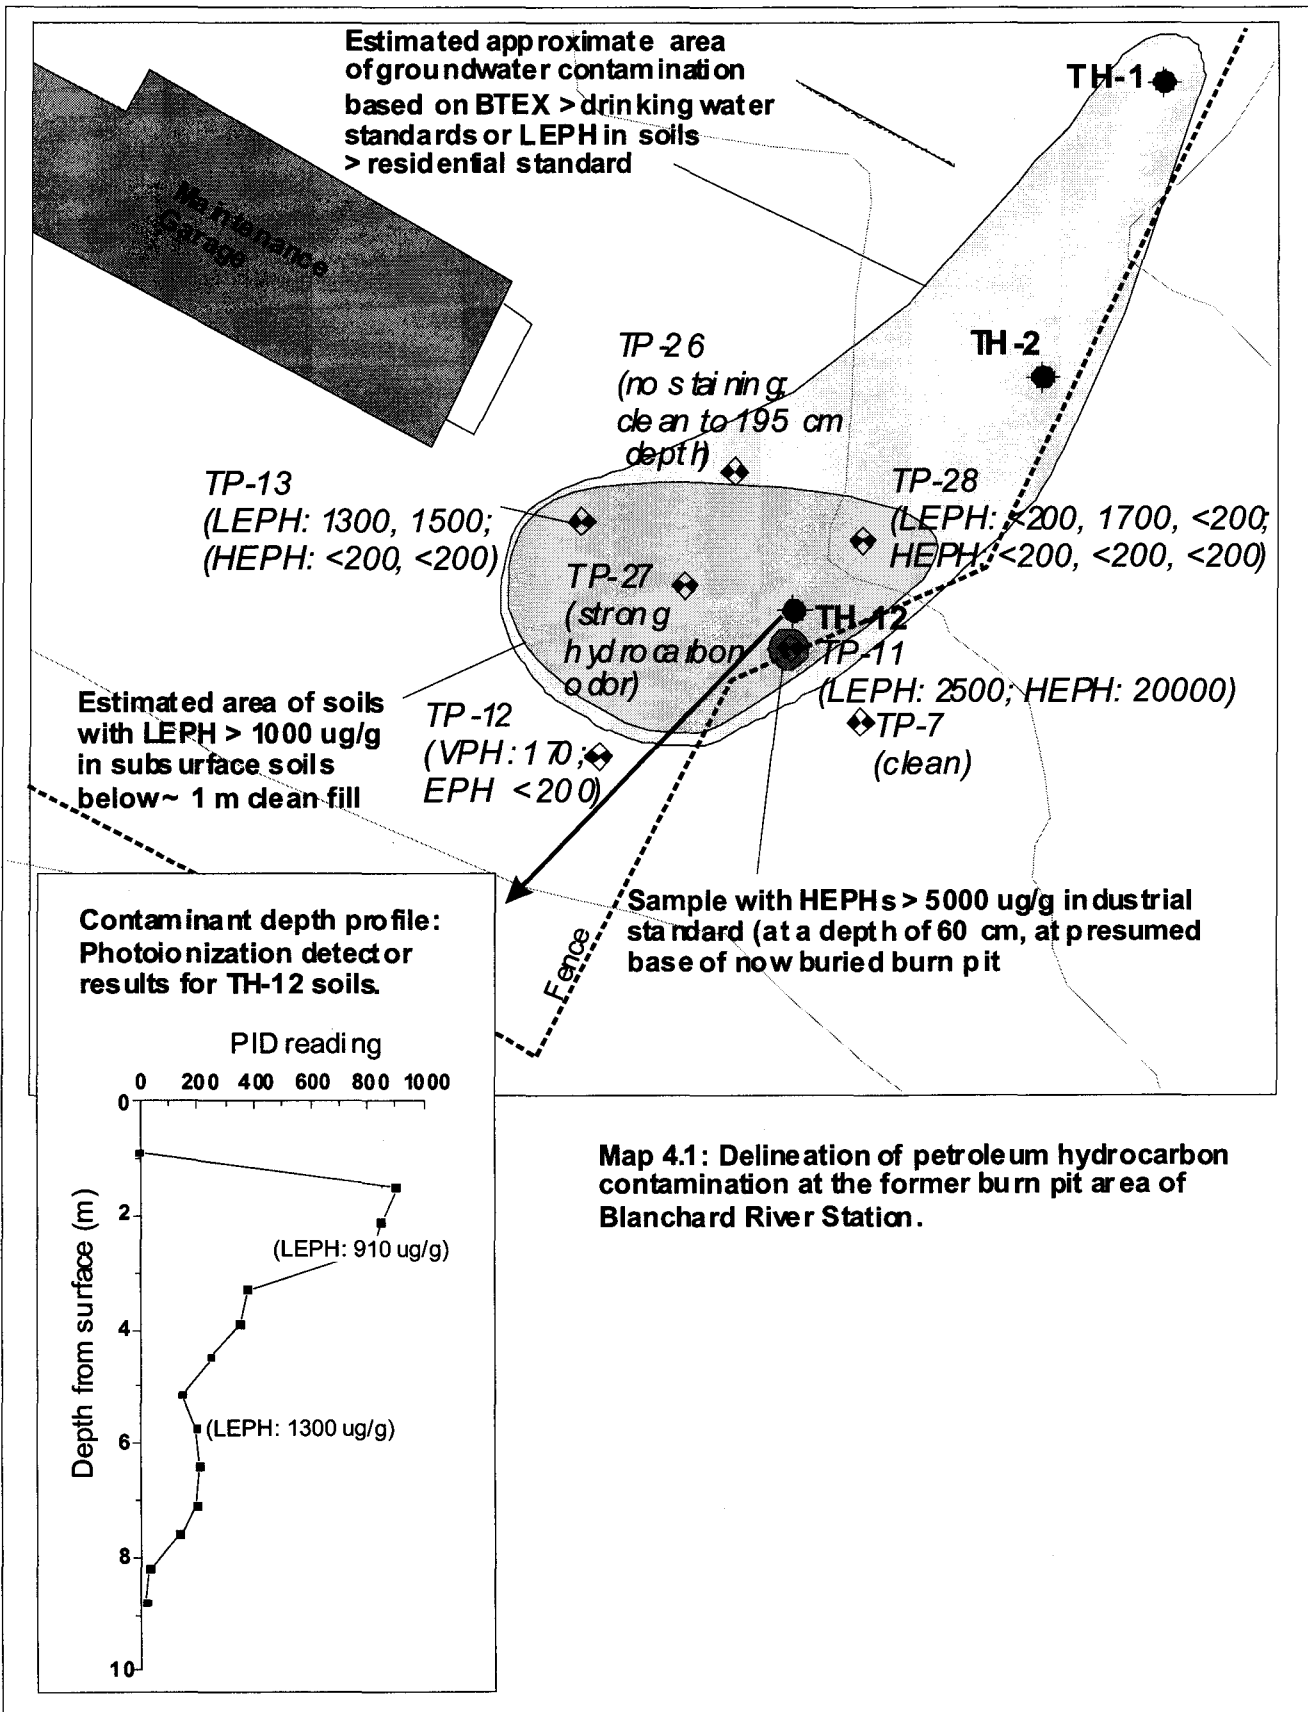 Estimated approximate area
of groundwater contamination
based on BTEX > drinking water
standards or LEPH in soils
> residential standard
TH-1
Maintenance
Garage
TH-2
TP-26
(no staining,
clean to 195 cm
depth)
TP-13
(LEPH: 1300, 1500;
(HEPH: <200, <200)
TP-28
(LEPH: <200, 1700, <200;
HEPH: <200, <200, <200)
TP-27
(strong
hydrocarbon
odor)
TH-12
TP-11
(LEPH: 2500; HEPH: 20000)
TP-7
(clean)
Estimated area of soils
with LEPH > 1000 ug/g
in subsurface soils
below ~ 1 m clean fill
TP-12
(VPH: 170;
EPH <200)
Sample with HEPHs > 5000 ug/g industrial
standard (at a depth of 60 cm, at presumed
base of now buried burn pit
Fence
Contaminant depth profile:
Photoionization detector
results for TH-12 soils.
PID reading
0 200 400 600 800 1000
0
2
4
6
8
10
Depth from surface (m)
(LEPH: 910 ug/g)
(LEPH: 1300 ug/g)
Map 4.1: Delineation of petroleum hydrocarbon
contamination at the former burn pit area of
Blanchard River Station.